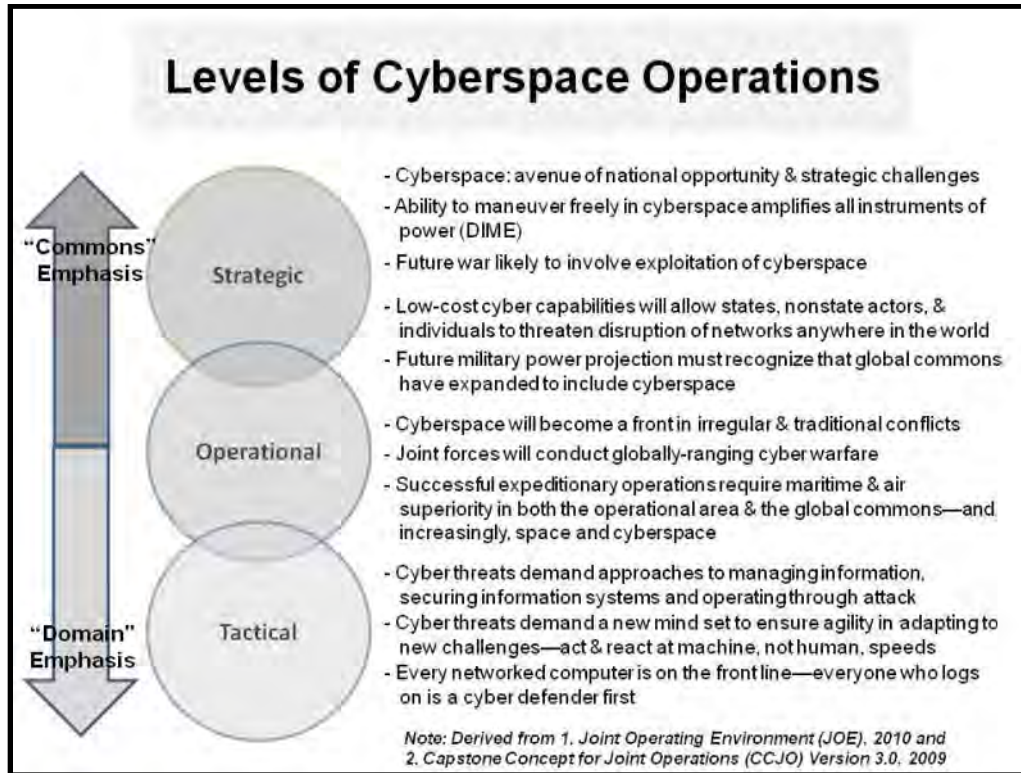 Levels of Cyberspace Operations
"Commons"
Emphasis
Strategic
- Cyberspace: avenue of national opportunity & strategic challenges
- Ability to maneuver freely in cyberspace amplifies all instruments of
power (DIME)
- Future war likely to involve exploitation of cyberspace
- Low-cost cyber capabilities will allow states, nonstate actors, &
individuals to threaten disruption of networks anywhere in the world
- Future military power projection must recognize that global commons
have expanded to include cyberspace
Operational
- Cyberspace will become a front in irregular & traditional conflicts
- Joint forces will conduct globally-ranging cyber warfare
- Successful expeditionary operations require maritime & air
superiority in both the operational area & the global commons—and
increasingly, space and cyberspace
"Domain"
Emphasis
Tactical
- Cyber threats demand approaches to managing information,
securing information systems and operating through attack
- Cyber threats demand a new mind set to ensure agility in adapting to
new challenges—act & react at machine, not human, speeds
- Every networked computer is on the front line—everyone who logs
on is a cyber defender first
Note: Derived from 1. Joint Operating Environment (JOE), 2010 and
2. Capstone Concept for Joint Operations (CCJO) Version 3.0, 2009